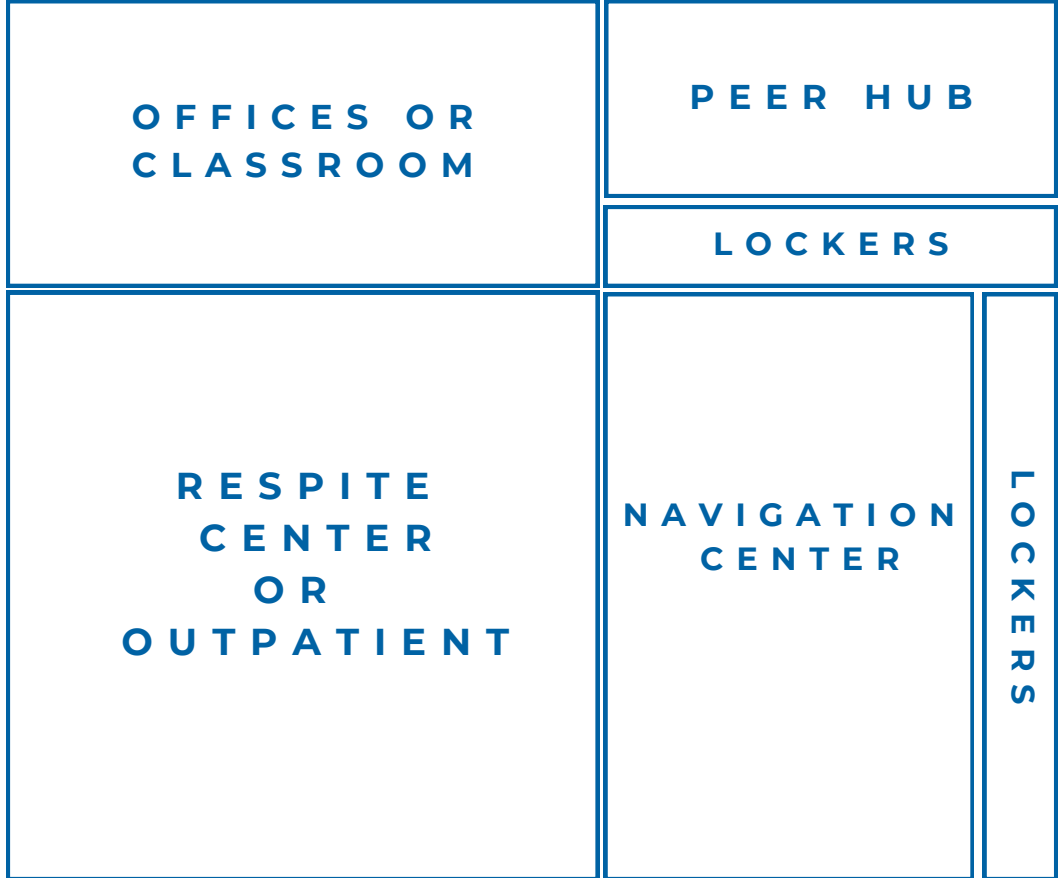 OFFICES OR
CLASSROOM
PEER HUB
LOCKERS
RESPITE
CENTER
OR
OUTPATIENT
NAVIGATION
CENTER
LOCKERS